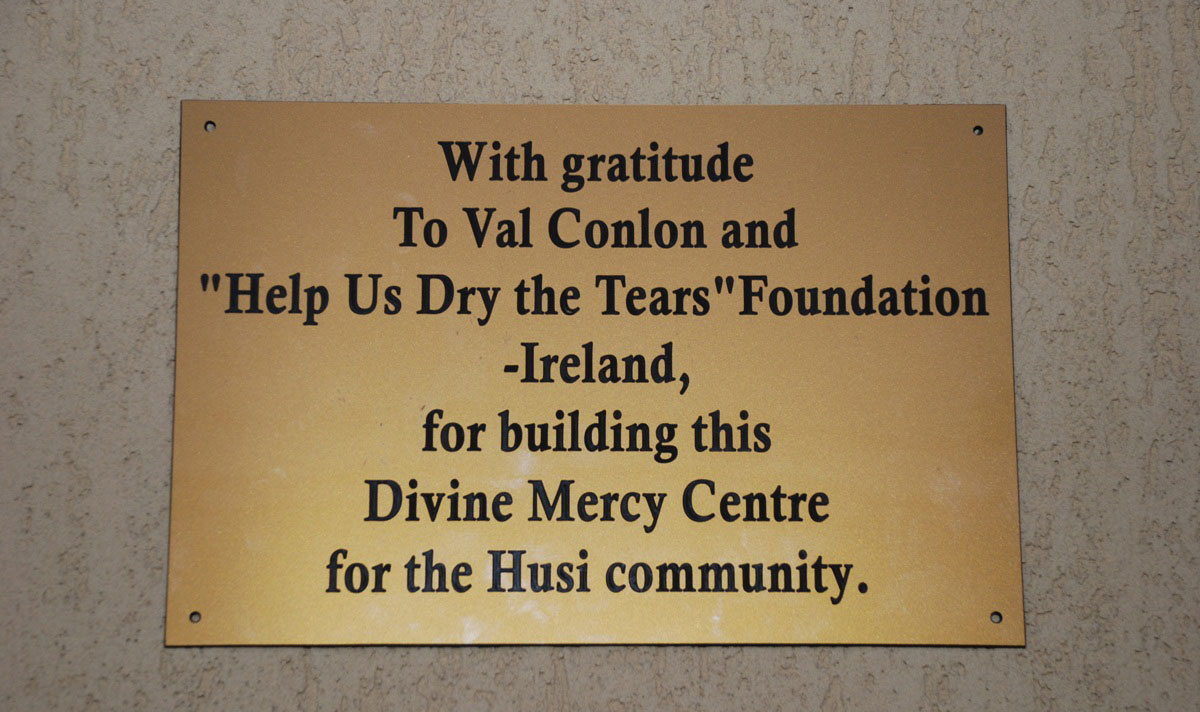 With gratitude
To Val Conlon and
"Help Us Dry the Tears"Foundation
-Ireland,
for building this
Divine Mercy Centre
for the Husi community.